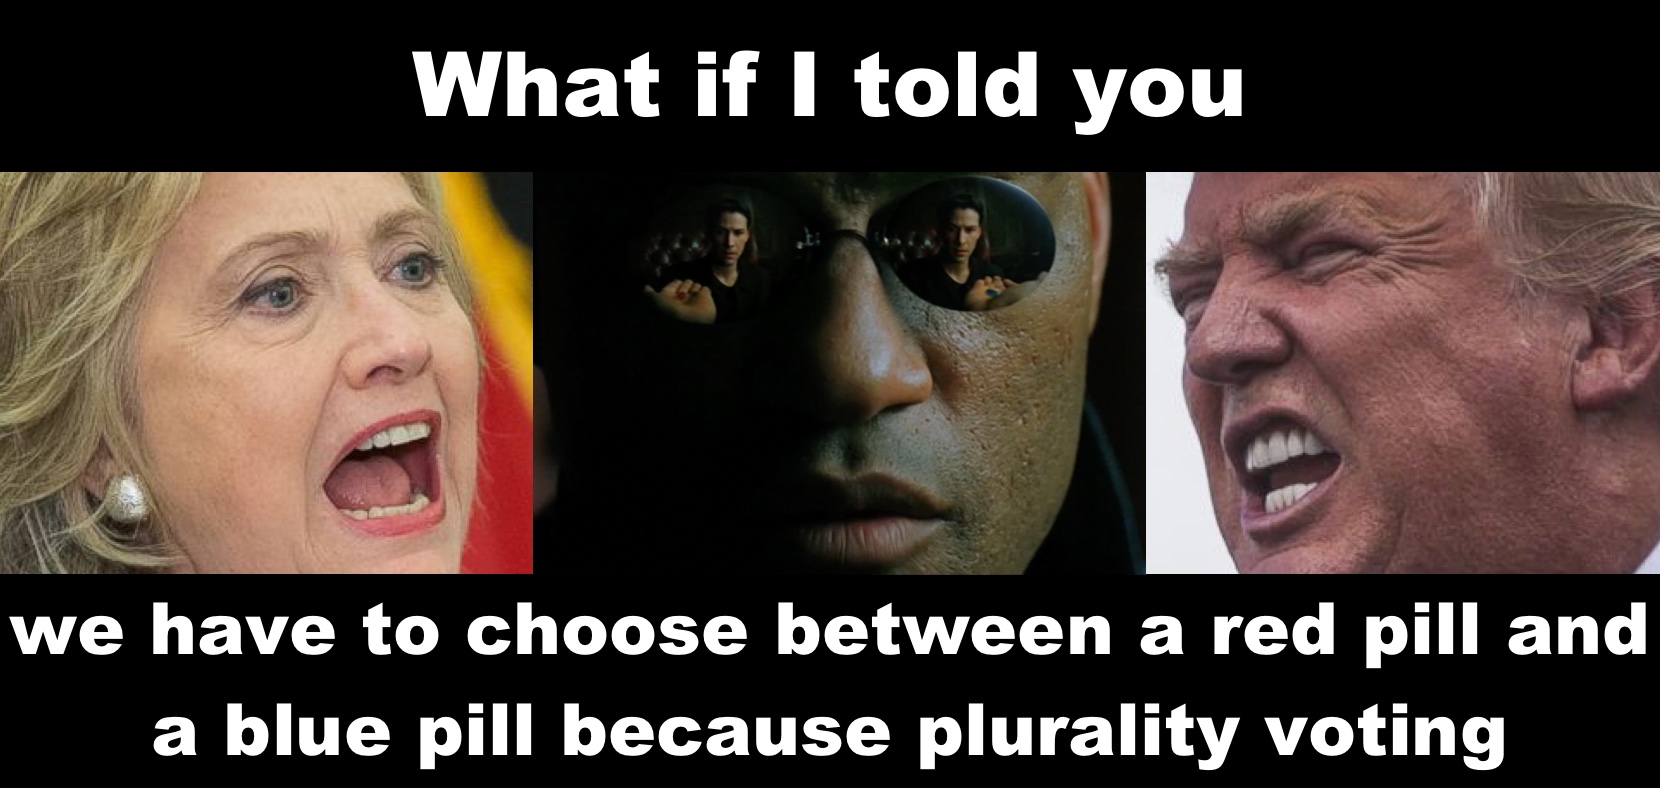 What if I told you
we have to choose between a red pill and
a blue pill because plurality voting